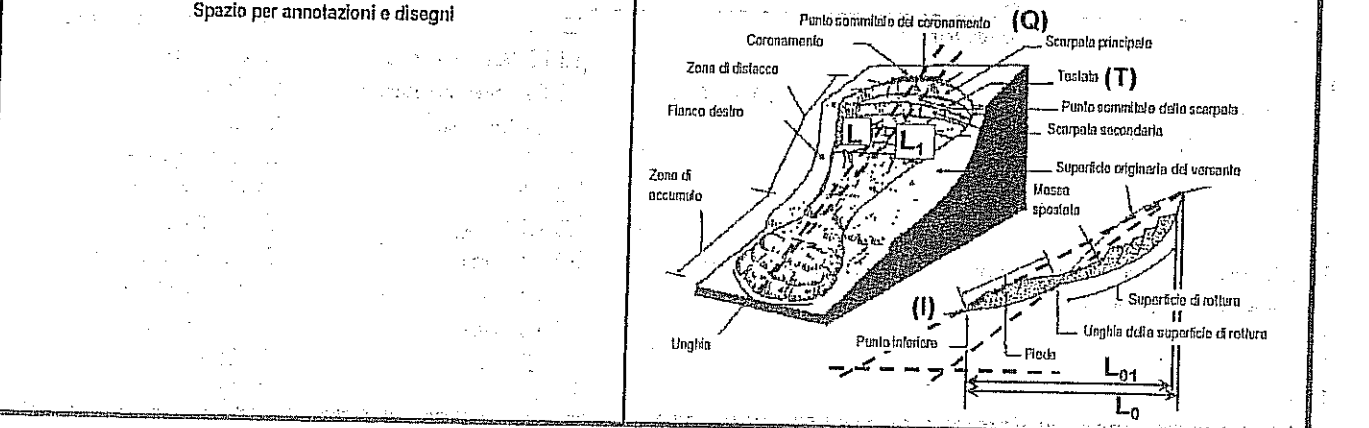 Spazio per annotazioni e disegni
Punto sommitale del coronamento (Q)
Coronamento
Scarpata principale
Zona di distacco
Testata (T)
Fianco destro
Punto sommitale della scarpata
Scarpata secondaria
L
L1
Superficie originaria del versante
Zona di
accumulo
Massa
spostata
(I)
Superficie di rottura
Unghia della superficie di rottura
Unghia
Punto inferiore
Piede
L01
L0